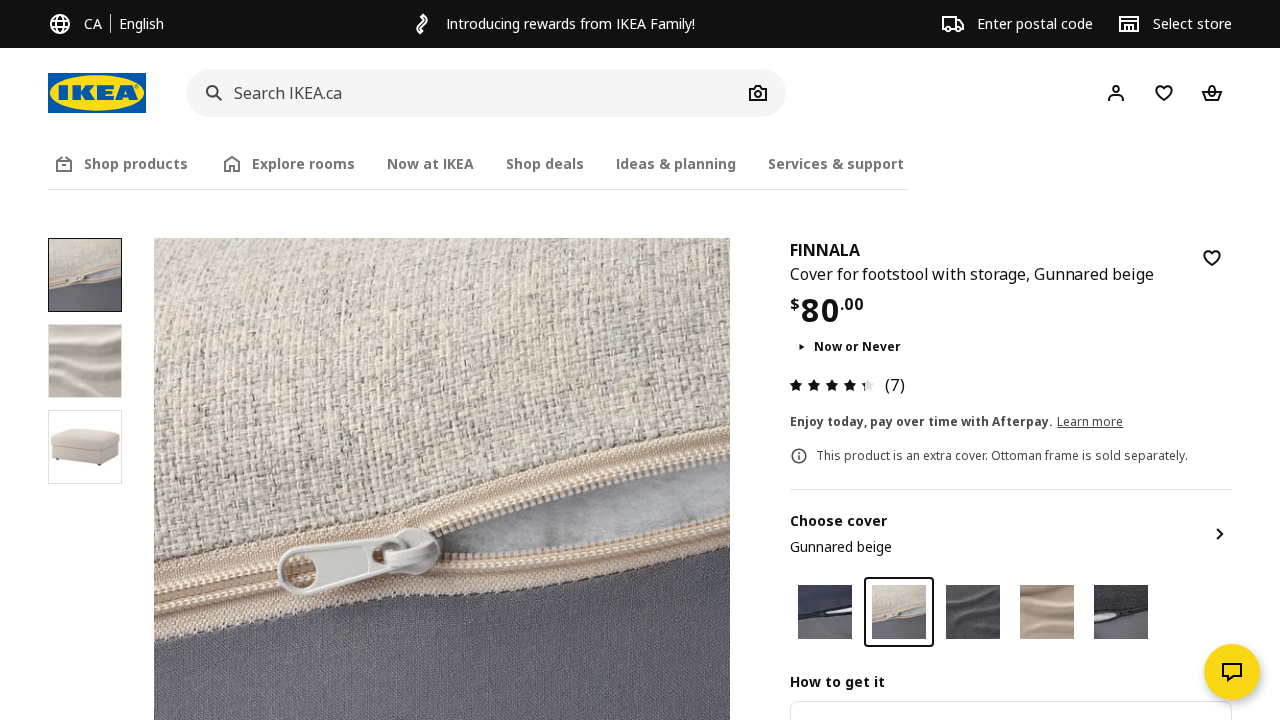 CA
English
Introducing rewards from IKEA Family!
Enter postal code
Select store
IKEA
Search IKEA.ca
Shop products
Explore rooms
Now at IKEA
Shop deals
Ideas & planning
Services & support
FINNALA
Cover for footstool with storage, Gunnared beige
$80.00
Now or Never
(7)
Enjoy today, pay over time with Afterpay. Learn more
This product is an extra cover. Ottoman frame is sold separately.
Choose cover
Gunnared beige
How to get it